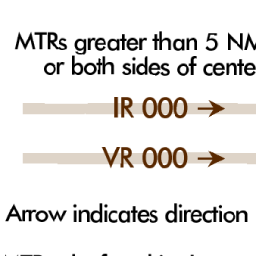 MTRs greater than 5 NM
or both sides of cente
IR 000 →
VR 000 →
Arrow indicates direction